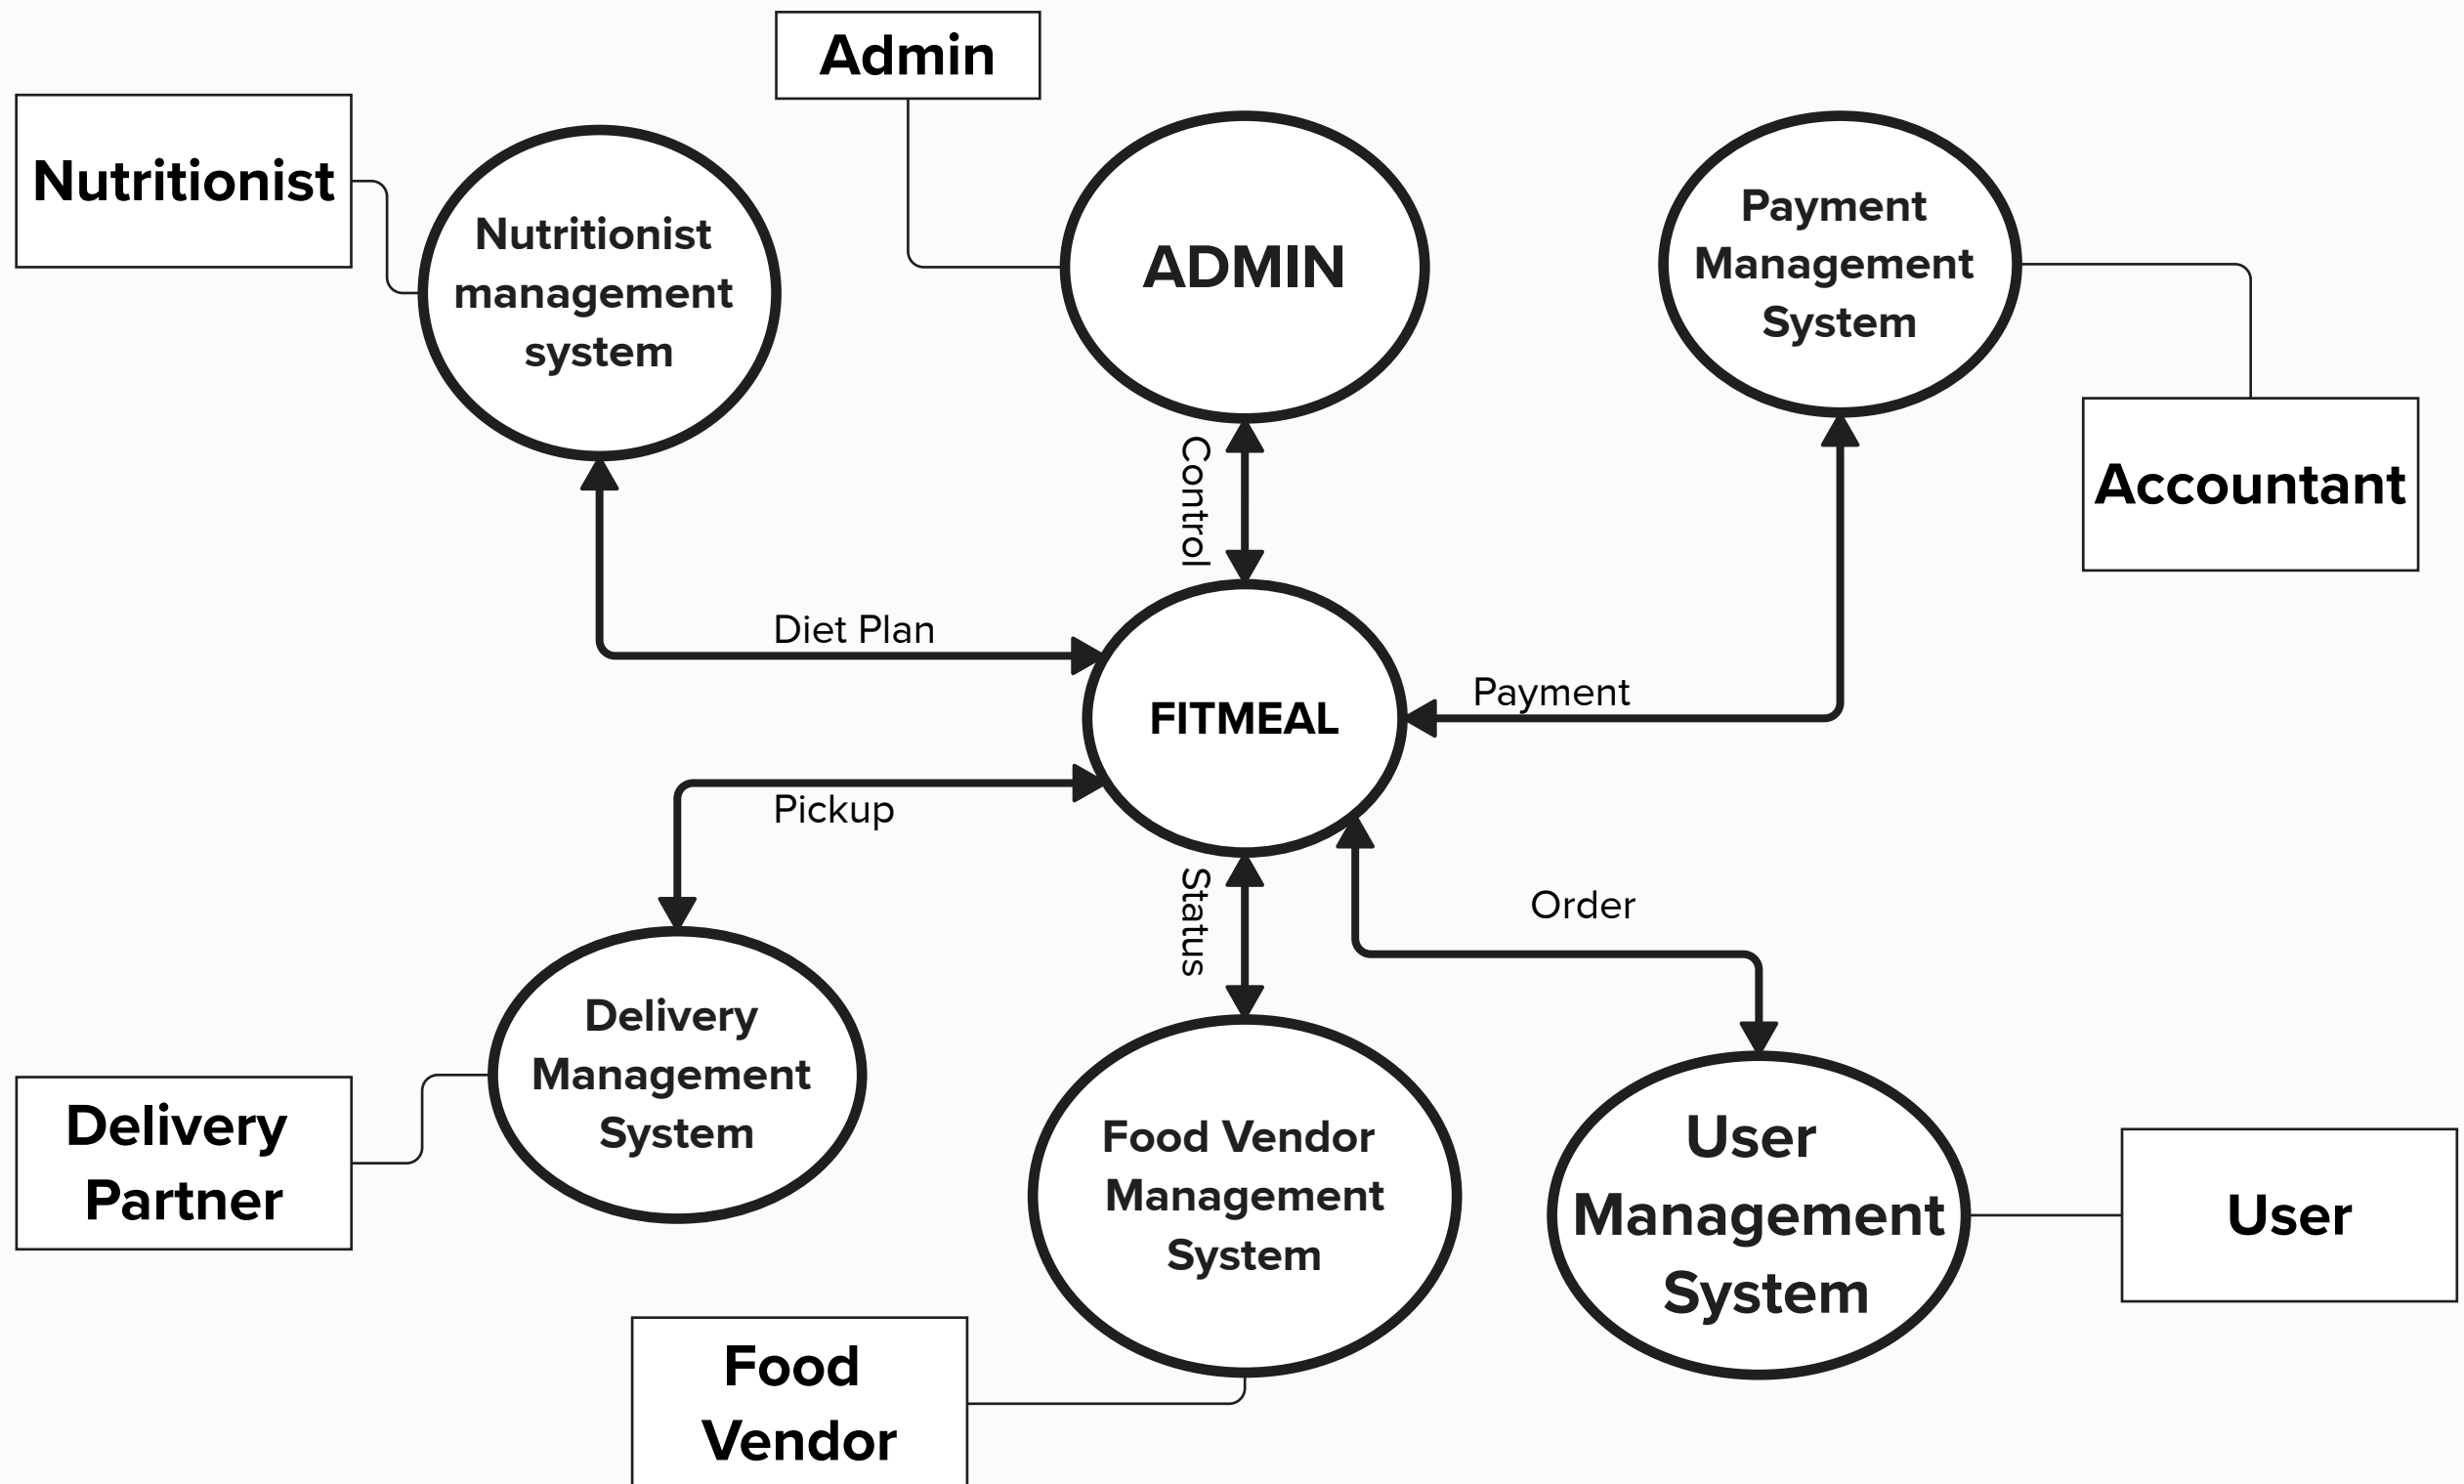 Admin
Nutritionist
Nutritionist
management
system
ADMIN
Payment
Management
System
Accountant
Control
Diet Plan
Payment
FITMEAL
Pickup
Status
Order
Delivery
Management
System
Delivery
Partner
Food Vendor
Management
System
User
Management
System
User
Food
Vendor